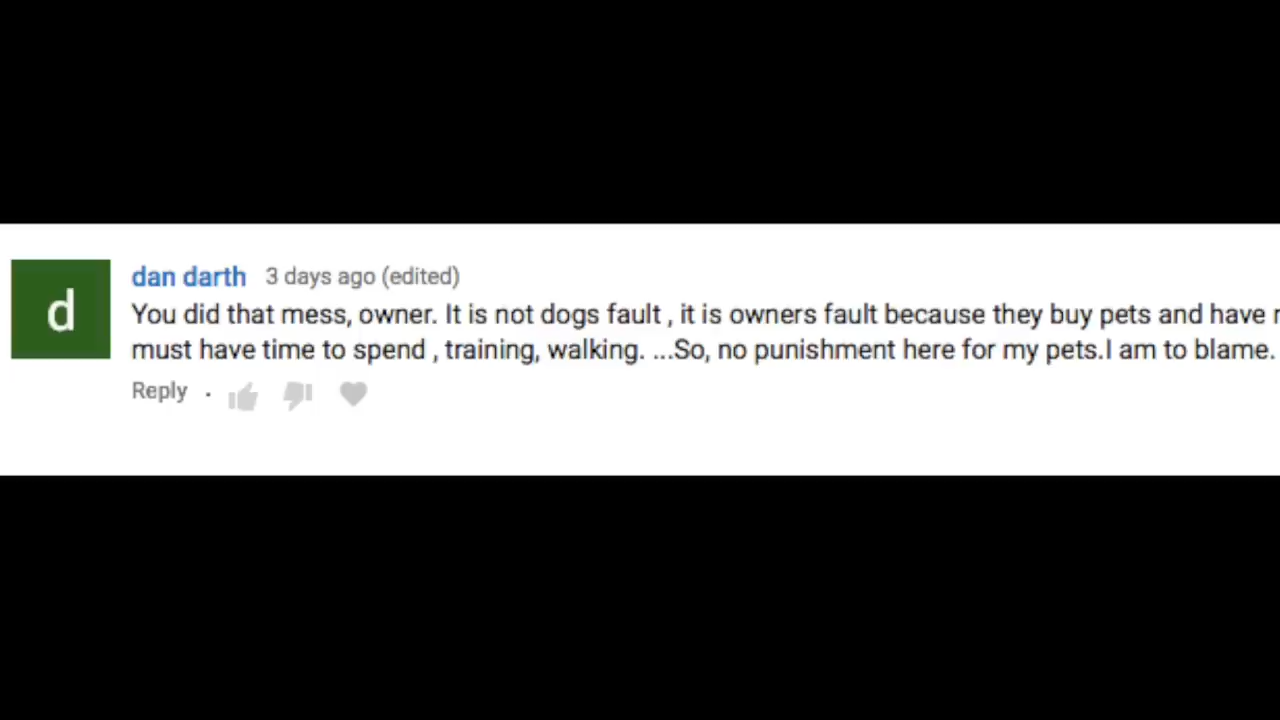 d
dan darth 3 days ago (edited)
You did that mess, owner. It is not dogs fault , it is owners fault because they buy pets and have
must have time to spend , training, walking. ...So, no punishment here for my pets.I am to blame.
Reply .